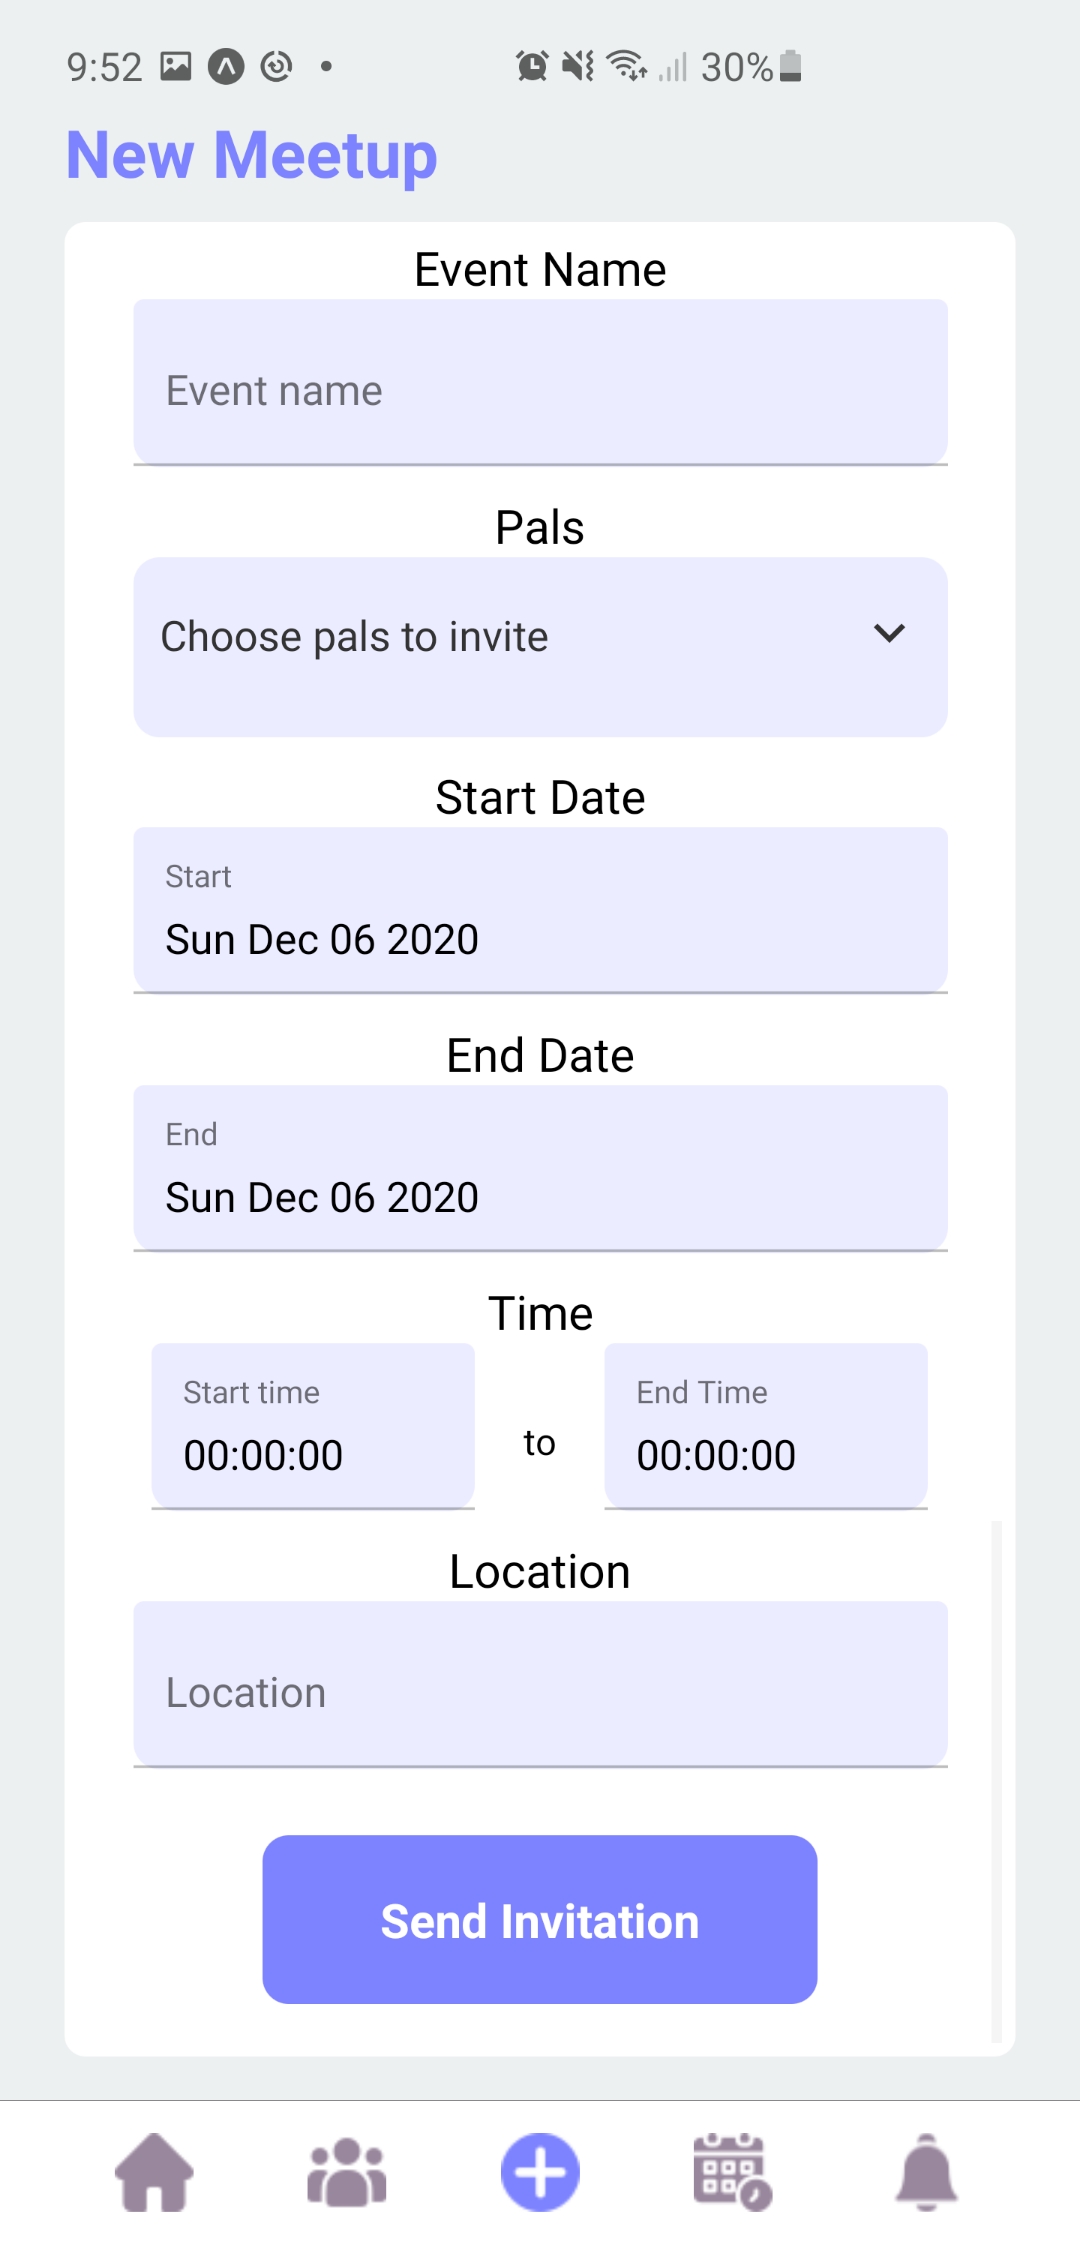 9:52
30%
New Meetup
Event Name
Event name
Pals
Choose pals to invite
Start Date
Start
Sun Dec 06 2020
End Date
End
Sun Dec 06 2020
Time
Start time
End Time
00:00:00
to
00:00:00
Location
Location
Send Invitation